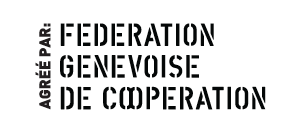 AGRÉÉ PAR:
FEDERATION
GENEVOISE
DE COOPERATION